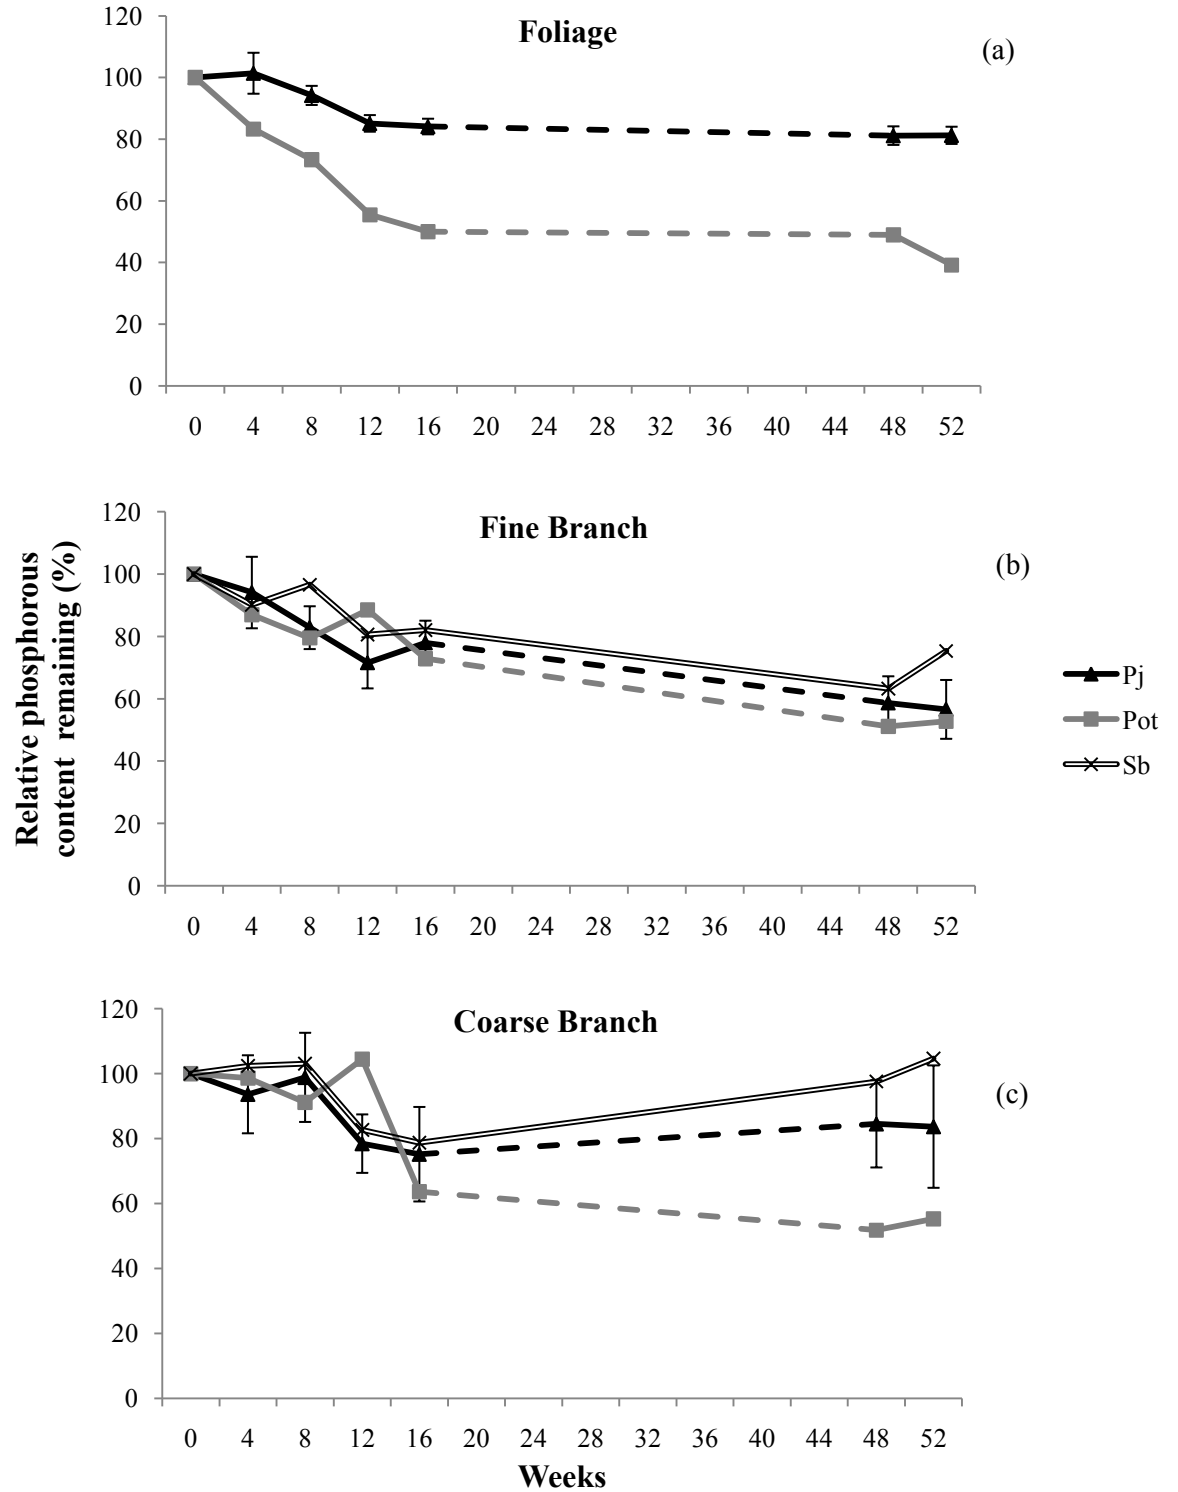 Foliage
(a)
120
100
80
60
40
20
0
0 4 8 12 16 20 24 28 32 36 40 44 48 52
Relative phosphorous
content remaining (%)
Fine Branch
(b)
120
100
80
60
40
20
0
0 4 8 12 16 20 24 28 32 36 40 44 48 52
Pj
Pot
Sb
Coarse Branch
(c)
120
100
80
60
40
20
0
0 4 8 12 16 20 24 28 32 36 40 44 48 52
Weeks